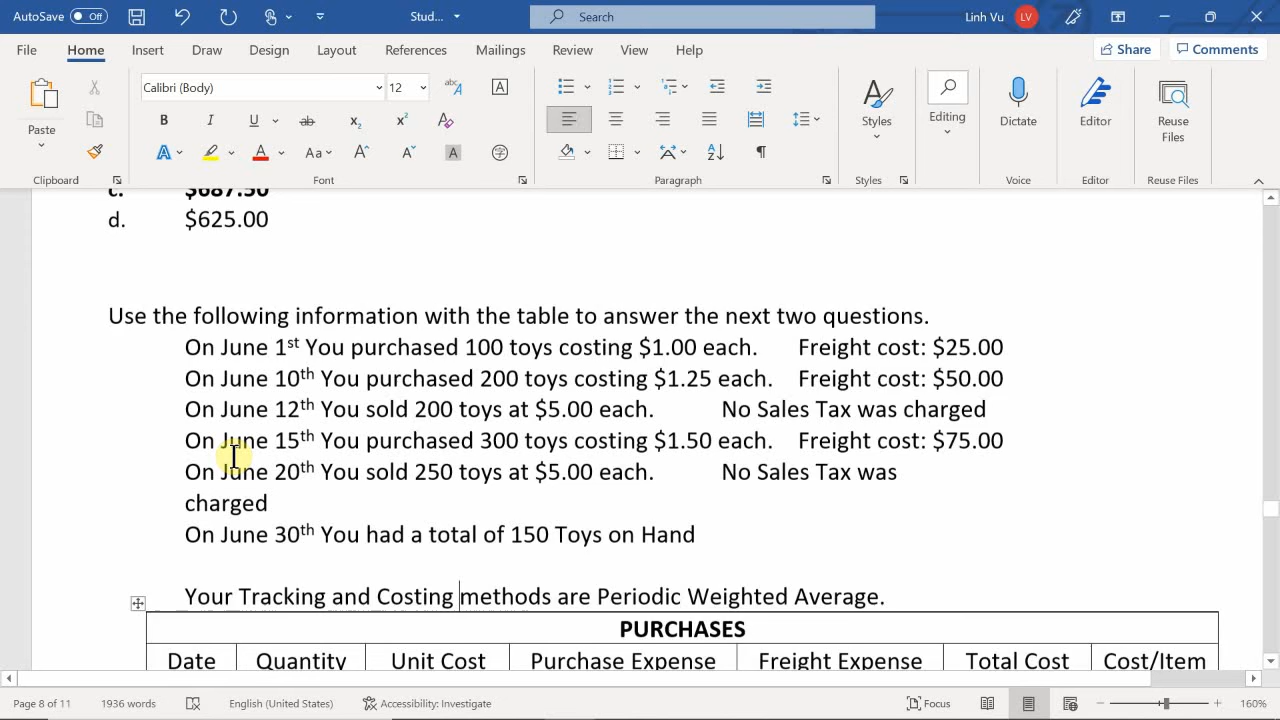 AutoSave Off Stud... Search Linh Vu LV
File Home Insert Draw Design Layout References Mailings Review View Help Share Comments
Calibri (Body) 12
Paste Styles Editing Dictate Editor Reuse Files
Clipboard Font Paragraph Styles Voice Editor Reuse Files
c. $687.50
d. $625.00
Use the following information with the table to answer the next two questions.
On June 1st You purchased 100 toys costing $1.00 each. Freight cost: $25.00
On June 10th You purchased 200 toys costing $1.25 each. Freight cost: $50.00
On June 12th You sold 200 toys at $5.00 each. No Sales Tax was charged
On June 15th You purchased 300 toys costing $1.50 each. Freight cost: $75.00
On June 20th You sold 250 toys at $5.00 each. No Sales Tax was
charged
On June 30th You had a total of 150 Toys on Hand
Your Tracking and Costing methods are Periodic Weighted Average.
PURCHASES
Date Quantity Unit Cost Purchase Expense Freight Expense Total Cost Cost/Item
Page 8 of 11 1936 words English (United States) Accessibility: Investigate Focus 160%